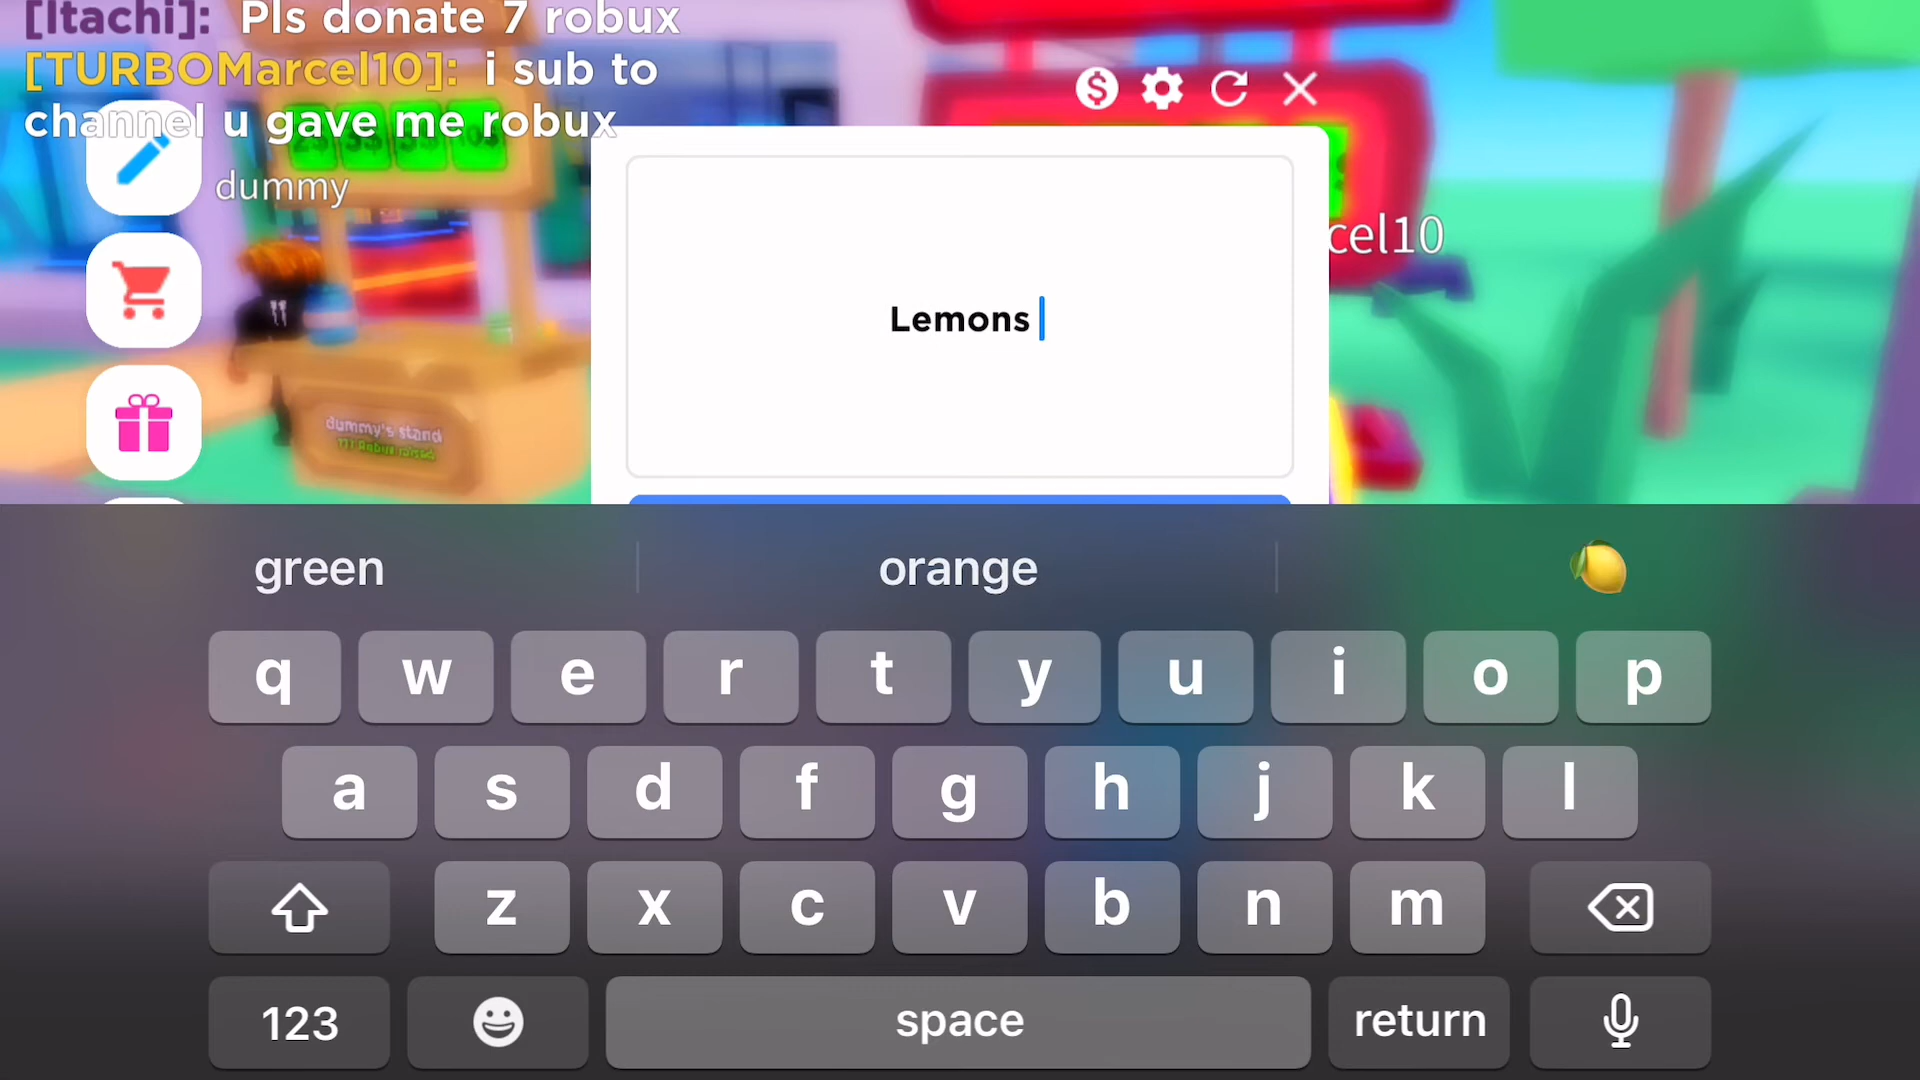 [Itachi]: Pls donate 7 robux
[TURBOMarcel10]: i sub to
channel u gave me robux
dummy
cel10
Lemons
dummy's stand
green
orange
q w e r t y u i o p
a s d f g h j k l
z x c v b n m
123
space
return